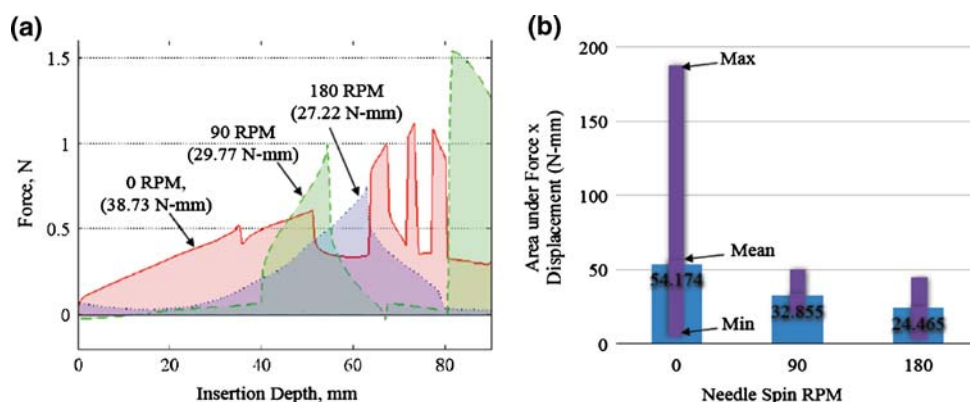 (a)
1.5
1
0.5
0
Force, N
0 RPM,
(38.73 N-mm)
90 RPM
(29.77 N-mm)
180 RPM
(27.22 N-mm)
0 20 40 60 80
Insertion Depth, mm
(b)
200
150
100
50
0
Area under Force x
Displacement (N-mm)
Max
Mean
Min
54.174
32.855
24.465
0 90 180
Needle Spin RPM